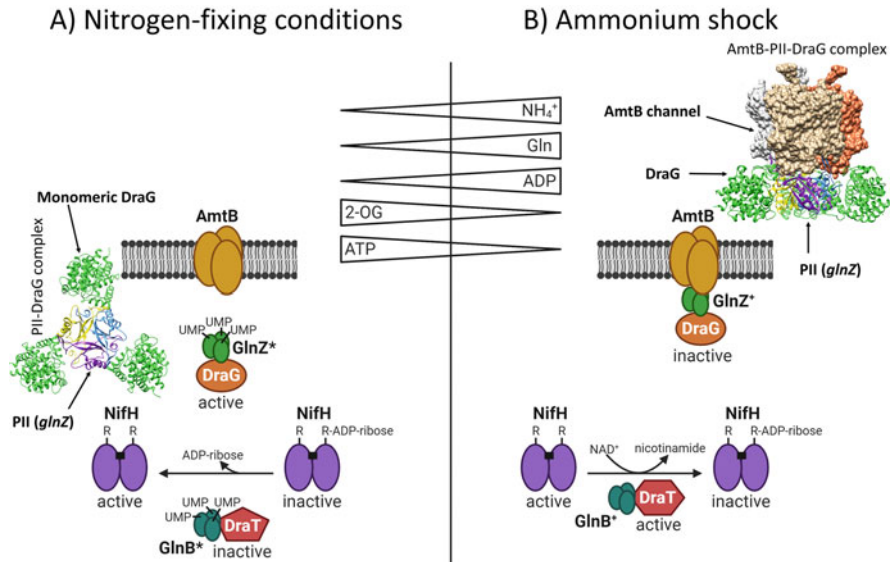 A) Nitrogen-fixing conditions
Monomeric DraG
PII-DraG complex
PII (glnZ)
AmtB
UMP
UMP UMP
GlnZ*
DraG
active
NifH
R R
active
ADP-ribose
NifH
R R-ADP-ribose
inactive
UMP UMP
UMP
GlnB*
DraT
inactive
NH₄⁺
Gln
ADP
2-OG
ATP
B) Ammonium shock
AmtB-PII-DraG complex
AmtB channel
DraG
PII (glnZ)
AmtB
GlnZ⁺
DraG
inactive
NifH
R R
active
NAD⁺ nicotinamide
GlnB⁺
DraT
active
NifH
R R-ADP-ribose
inactive